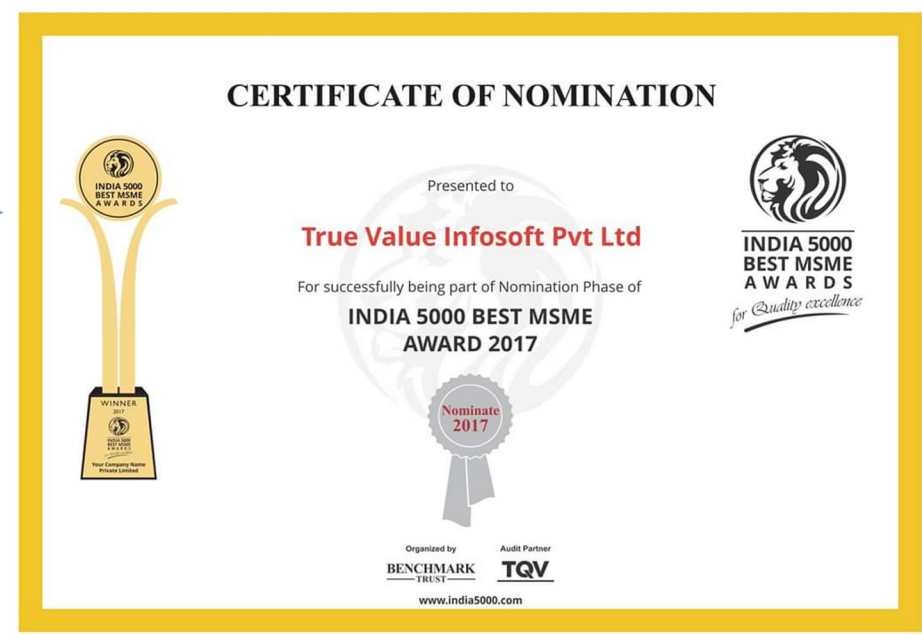 CERTIFICATE OF NOMINATION
INDIA 5000
BEST MSME
AWARDS
Presented to
True Value Infosoft Pvt Ltd
For successfully being part of Nomination Phase of
INDIA 5000 BEST MSME
AWARD 2017
INDIA 5000
BEST MSME
AWARDS
for Quality excellence
Nominate
2017
WINNER
2017
INDIA 5000
BEST MSME
AWARDS
Your Company Name
Private Limited
Organized by
BENCHMARK
TRUST
Audit Partner
TQV
www.india5000.com